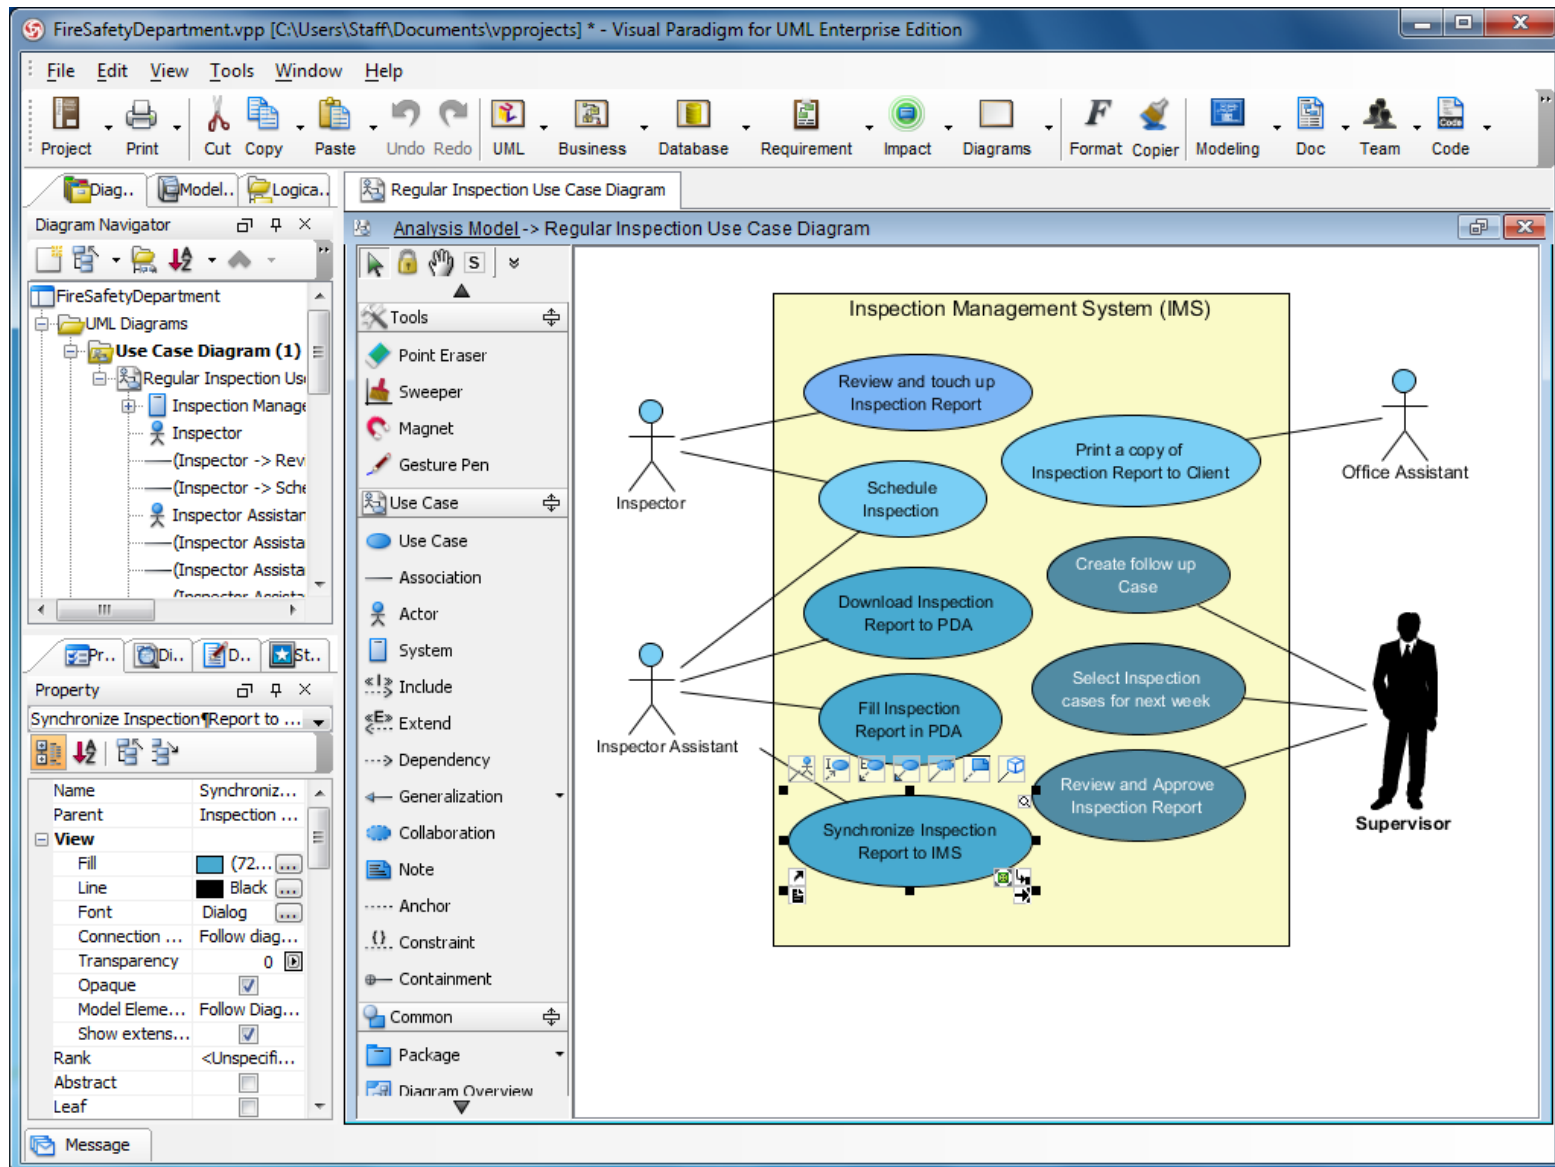 FireSafetyDepartment.vpp [C:\Users\Staff\Documents\vpprojects] * - Visual Paradigm for UML Enterprise Edition
File Edit View Tools Window Help
Project Print Cut Copy Paste Undo Redo UML Business Database Requirement Impact Diagrams Format Copier Modeling Doc Team Code
Diag.. Model.. Logica..
Regular Inspection Use Case Diagram
Diagram Navigator
Analysis Model -> Regular Inspection Use Case Diagram
FireSafetyDepartment
UML Diagrams
Use Case Diagram (1)
Regular Inspection Us
Inspection Manage
Inspector
(Inspector -> Rev
(Inspector -> Sche
Inspector Assistan
(Inspector Assista
(Inspector Assista
(Inspector Assista
Pr.. Di.. D.. St..
Property
Synchronize Inspection¶Report to ...
Name Synchroniz...
Parent Inspection ...
View
Fill (72...
Line Black
Font Dialog
Connection ... Follow diag...
Transparency 0
Opaque
Model Eleme... Follow Diag...
Show extens...
Rank <Unspecifi...
Abstract
Leaf
Message
S
Tools
Point Eraser
Sweeper
Magnet
Gesture Pen
Use Case
Use Case
Association
Actor
System
Include
Extend
Dependency
Generalization
Collaboration
Note
Anchor
Constraint
Containment
Common
Package
Diagram Overview
Inspection Management System (IMS)
Review and touch up
Inspection Report
Print a copy of
Inspection Report to Client
Schedule
Inspection
Create follow up
Case
Download Inspection
Report to PDA
Select Inspection
cases for next week
Fill Inspection
Report in PDA
Review and Approve
Inspection Report
Synchronize Inspection
Report to IMS
Inspector
Office Assistant
Inspector Assistant
Supervisor